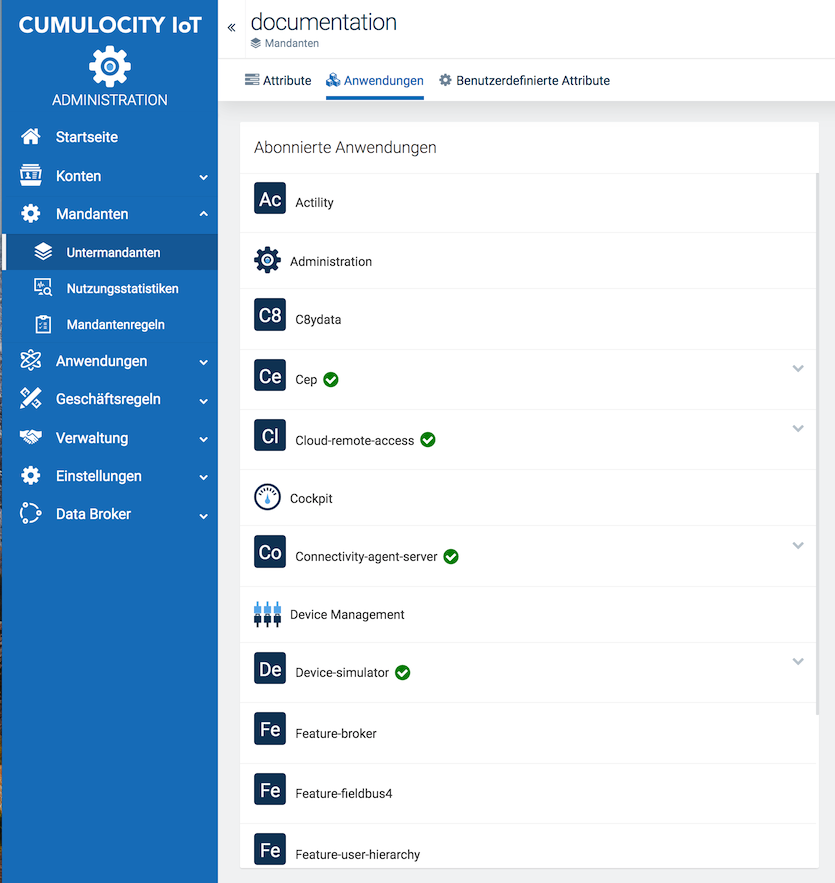 CUMULOCITY IoT
ADMINISTRATION
Startseite
Konten
Mandanten
Untermandanten
Nutzungsstatistiken
Mandantenregeln
Anwendungen
Geschäftsregeln
Verwaltung
Einstellungen
Data Broker
«
documentation
Mandanten
Attribute Anwendungen Benutzerdefinierte Attribute
Abonnierte Anwendungen
Ac Actility
Administration
C8 C8ydata
Ce Cep
Cl Cloud-remote-access
Cockpit
Co Connectivity-agent-server
Device Management
De Device-simulator
Fe Feature-broker
Fe Feature-fieldbus4
Fe Feature-user-hierarchy